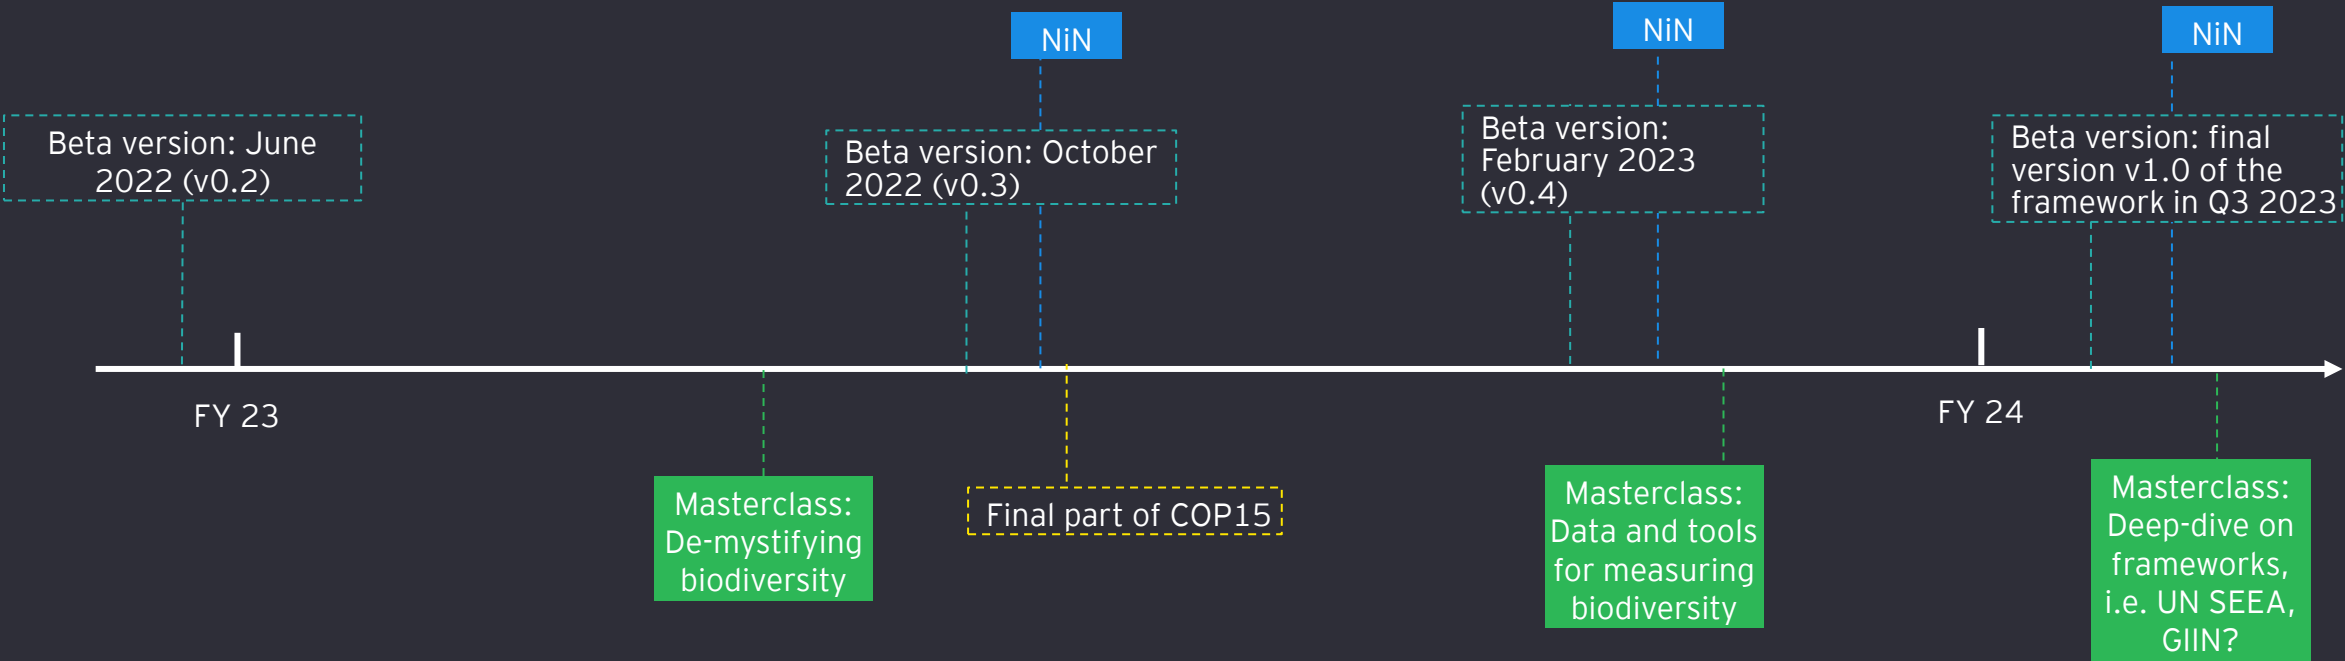 NiN
NiN
NiN
Beta version: June
2022 (v0.2)
Beta version: October
2022 (v0.3)
Beta version:
February 2023
(v0.4)
Beta version: final
version v1.0 of the
framework in Q3 2023
FY 23
FY 24
Masterclass:
De-mystifying
biodiversity
Final part of COP15
Masterclass:
Data and tools
for measuring
biodiversity
Masterclass:
Deep-dive on
frameworks,
i.e. UN SEEA,
GIIN?